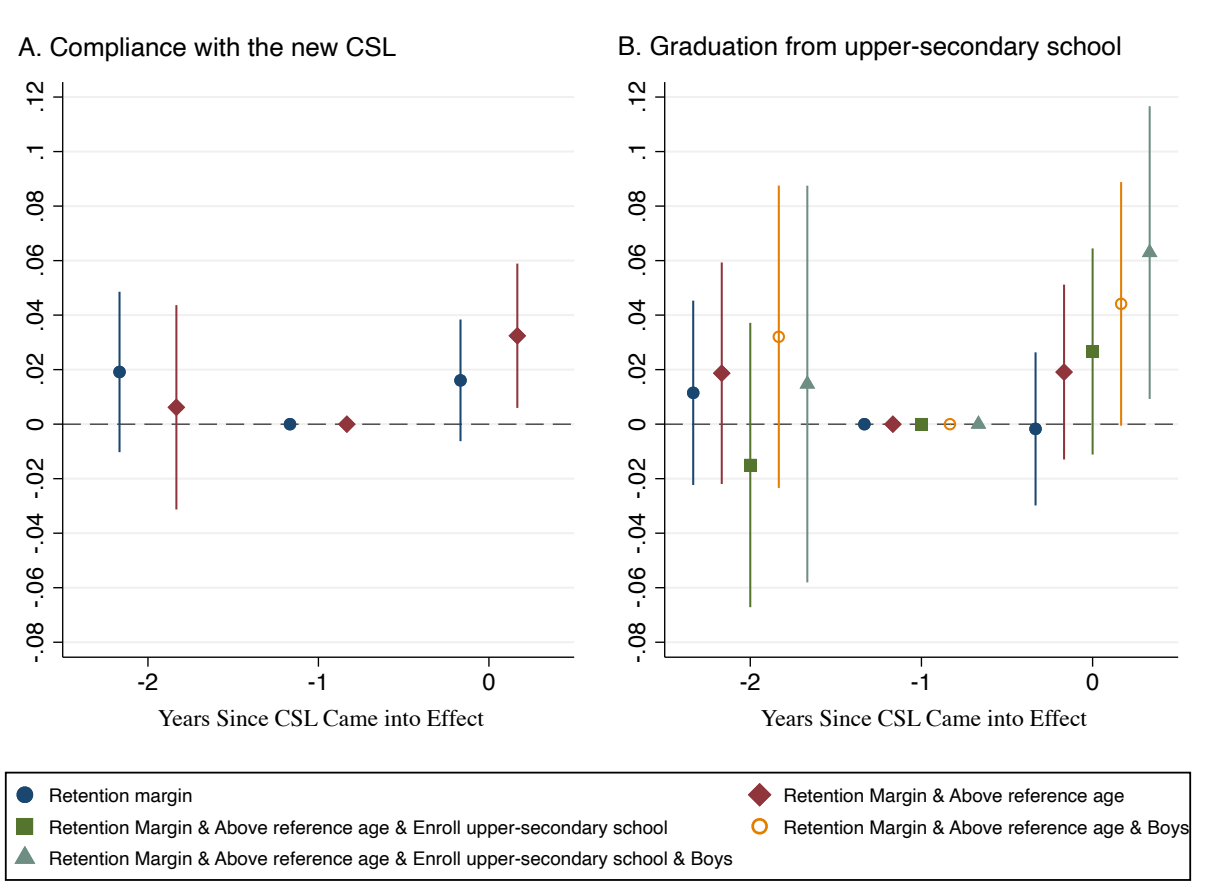 A. Compliance with the new CSL
.12
.1
.08
.06
.04
.02
0
-.02
-.04
-.06
-.08
-2 -1 0
Years Since CSL Came into Effect
B. Graduation from upper-secondary school
.12
.1
.08
.06
.04
.02
0
-.02
-.04
-.06
-.08
-2 -1 0
Years Since CSL Came into Effect
Retention margin
Retention Margin & Above reference age
Retention Margin & Above reference age & Enroll upper-secondary school
Retention Margin & Above reference age & Boys
Retention Margin & Above reference age & Enroll upper-secondary school & Boys